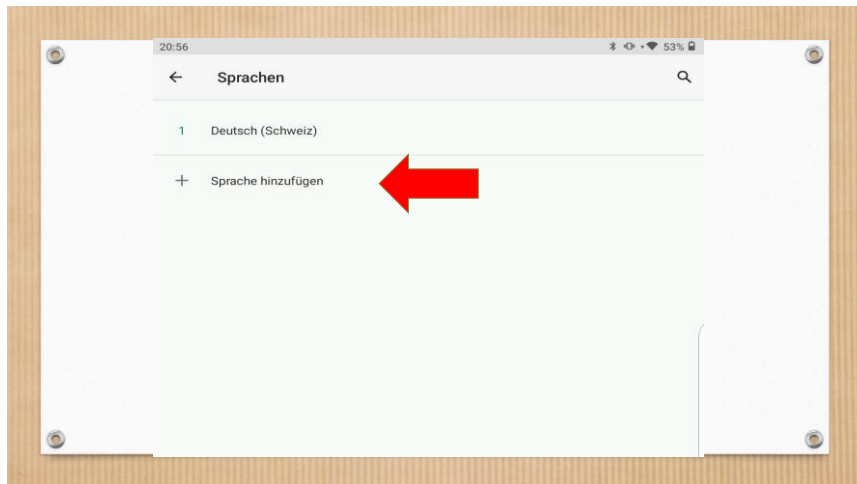 20:56 53%
Sprachen
1 Deutsch (Schweiz)
+ Sprache hinzufügen